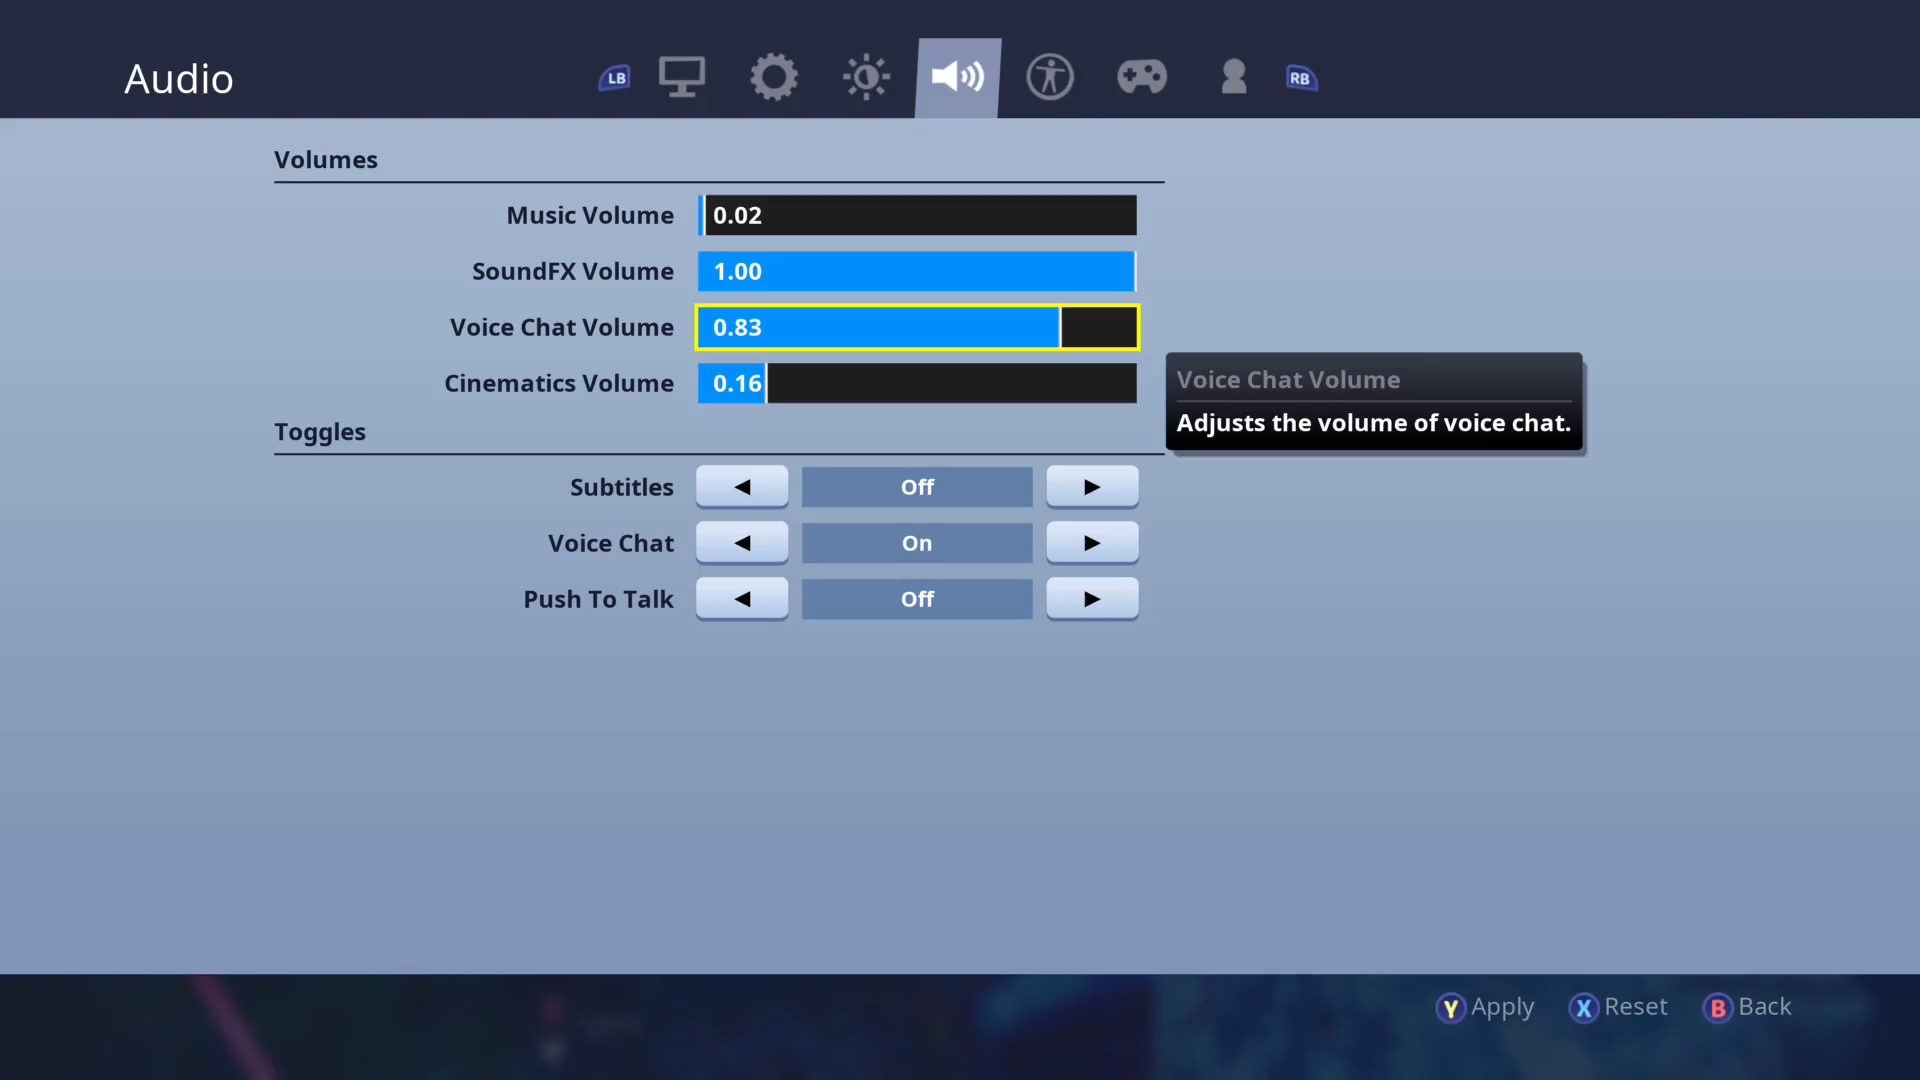 Audio
LB
RB
Volumes
Music Volume 0.02
SoundFX Volume 1.00
Voice Chat Volume 0.83
Cinematics Volume 0.16
Voice Chat Volume
Adjusts the volume of voice chat.
Toggles
Subtitles ◀ Off ▶
Voice Chat ◀ On ▶
Push To Talk ◀ Off ▶
Y Apply X Reset B Back